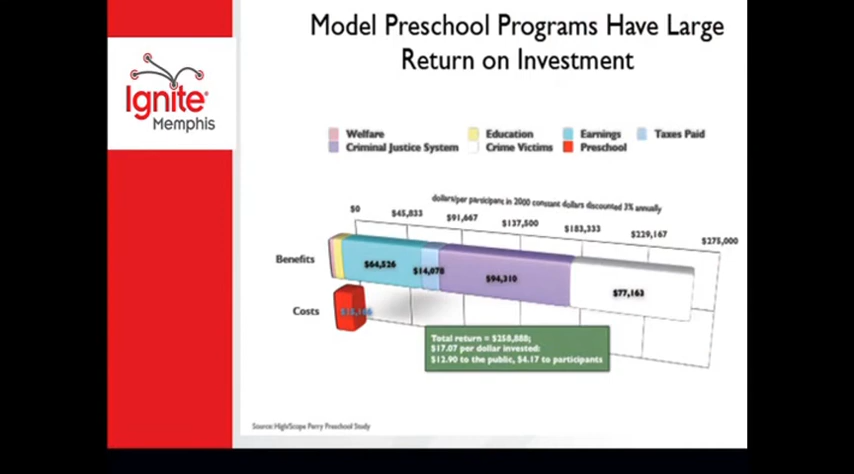 Model Preschool Programs Have Large
Return on Investment
Ignite
Memphis
Welfare Education Earnings Taxes Paid
Criminal Justice System Crime Victims Preschool
dollars/per participant in 2000 constant dollars discounted 3% annually
$0 $45,833 $91,667 $137,500 $183,333 $229,167 $275,000
Benefits $64,526 $14,078 $94,310 $77,163
Costs
Total return = $258,888;
$17.07 per dollar invested:
$12.90 to the public, $4.17 to participants
Source: High/Scope Perry Preschool Study